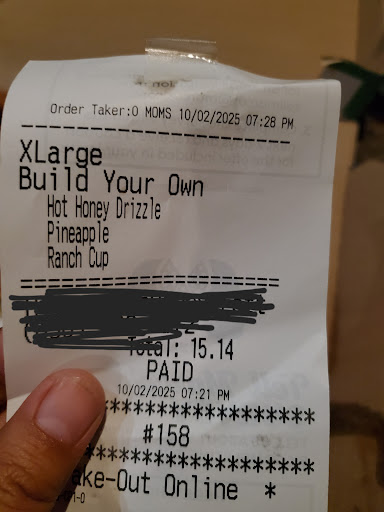 Order Taker:0 MOMS 10/02/2025 07:28 PM
XLarge
Build Your Own
Hot Honey Drizzle
Pineapple
Ranch Cup
Total: 15.14
PAID
10/02/2025 07:21 PM
********************
#158
********************
ake-Out Online *